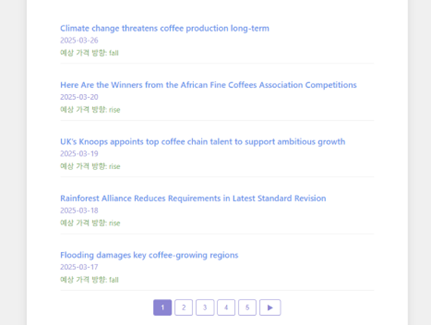 Climate change threatens coffee production long-term
2025-03-26
예상 가격 방향: fall
Here Are the Winners from the African Fine Coffees Association Competitions
2025-03-20
예상 가격 방향: rise
UK's Knoops appoints top coffee chain talent to support ambitious growth
2025-03-19
예상 가격 방향: rise
Rainforest Alliance Reduces Requirements in Latest Standard Revision
2025-03-18
예상 가격 방향: rise
Flooding damages key coffee-growing regions
2025-03-17
예상 가격 방향: fall
1 2 3 4 5 ▶